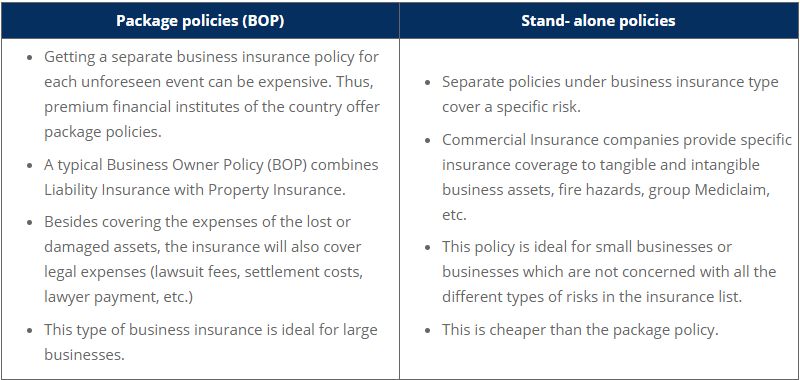 Package policies (BOP)
Stand- alone policies
Getting a separate business insurance policy for
each unforeseen event can be expensive. Thus,
premium financial institutes of the country offer
package policies.
A typical Business Owner Policy (BOP) combines
Liability Insurance with Property Insurance.
Besides covering the expenses of the lost or
damaged assets, the insurance will also cover
legal expenses (lawsuit fees, settlement costs,
lawyer payment, etc.)
This type of business insurance is ideal for large
businesses.
Separate policies under business insurance type
cover a specific risk.
Commercial Insurance companies provide specific
insurance coverage to tangible and intangible
business assets, fire hazards, group Mediclaim,
etc.
This policy is ideal for small businesses or
businesses which are not concerned with all the
different types of risks in the insurance list.
This is cheaper than the package policy.